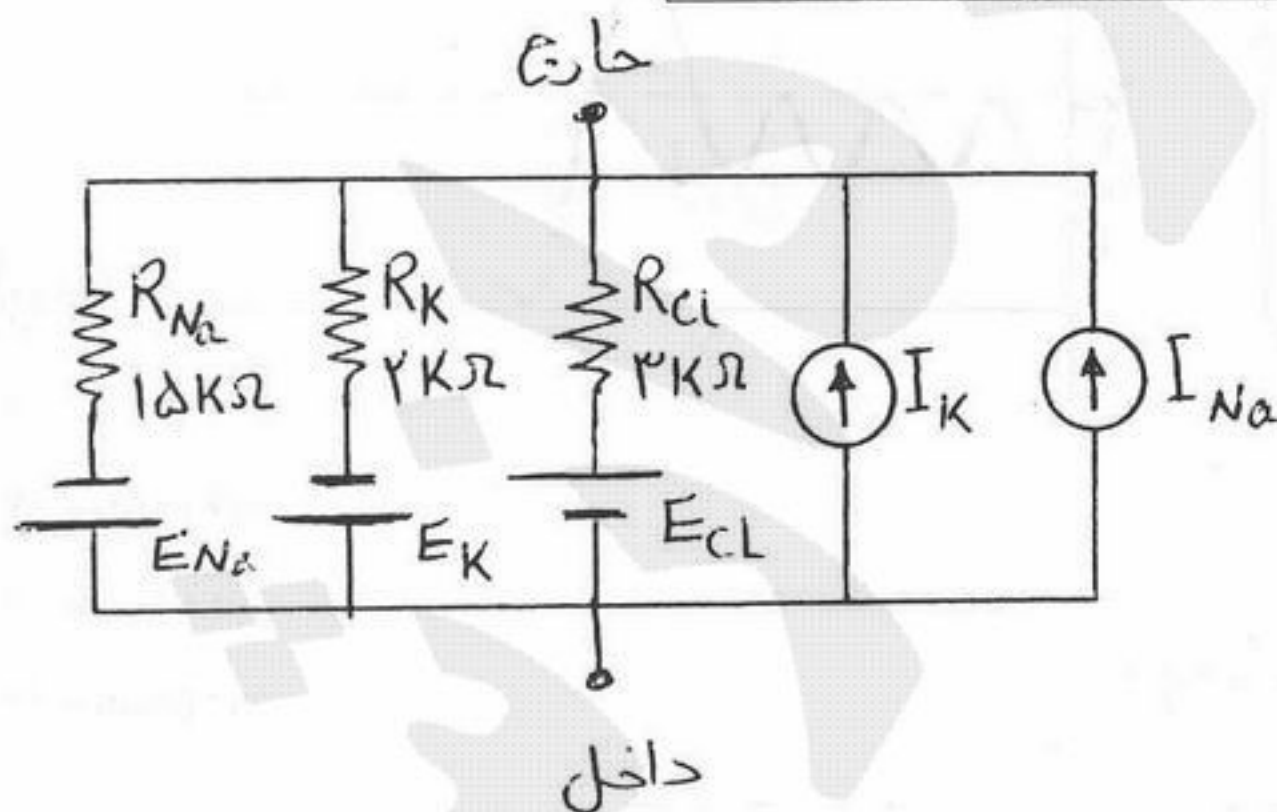 خارج
R_Na
۱۵KΩ
R_K
۲KΩ
R_Cl
۳KΩ
I_K
I_Na
E_Na
E_K
E_CL
داخل